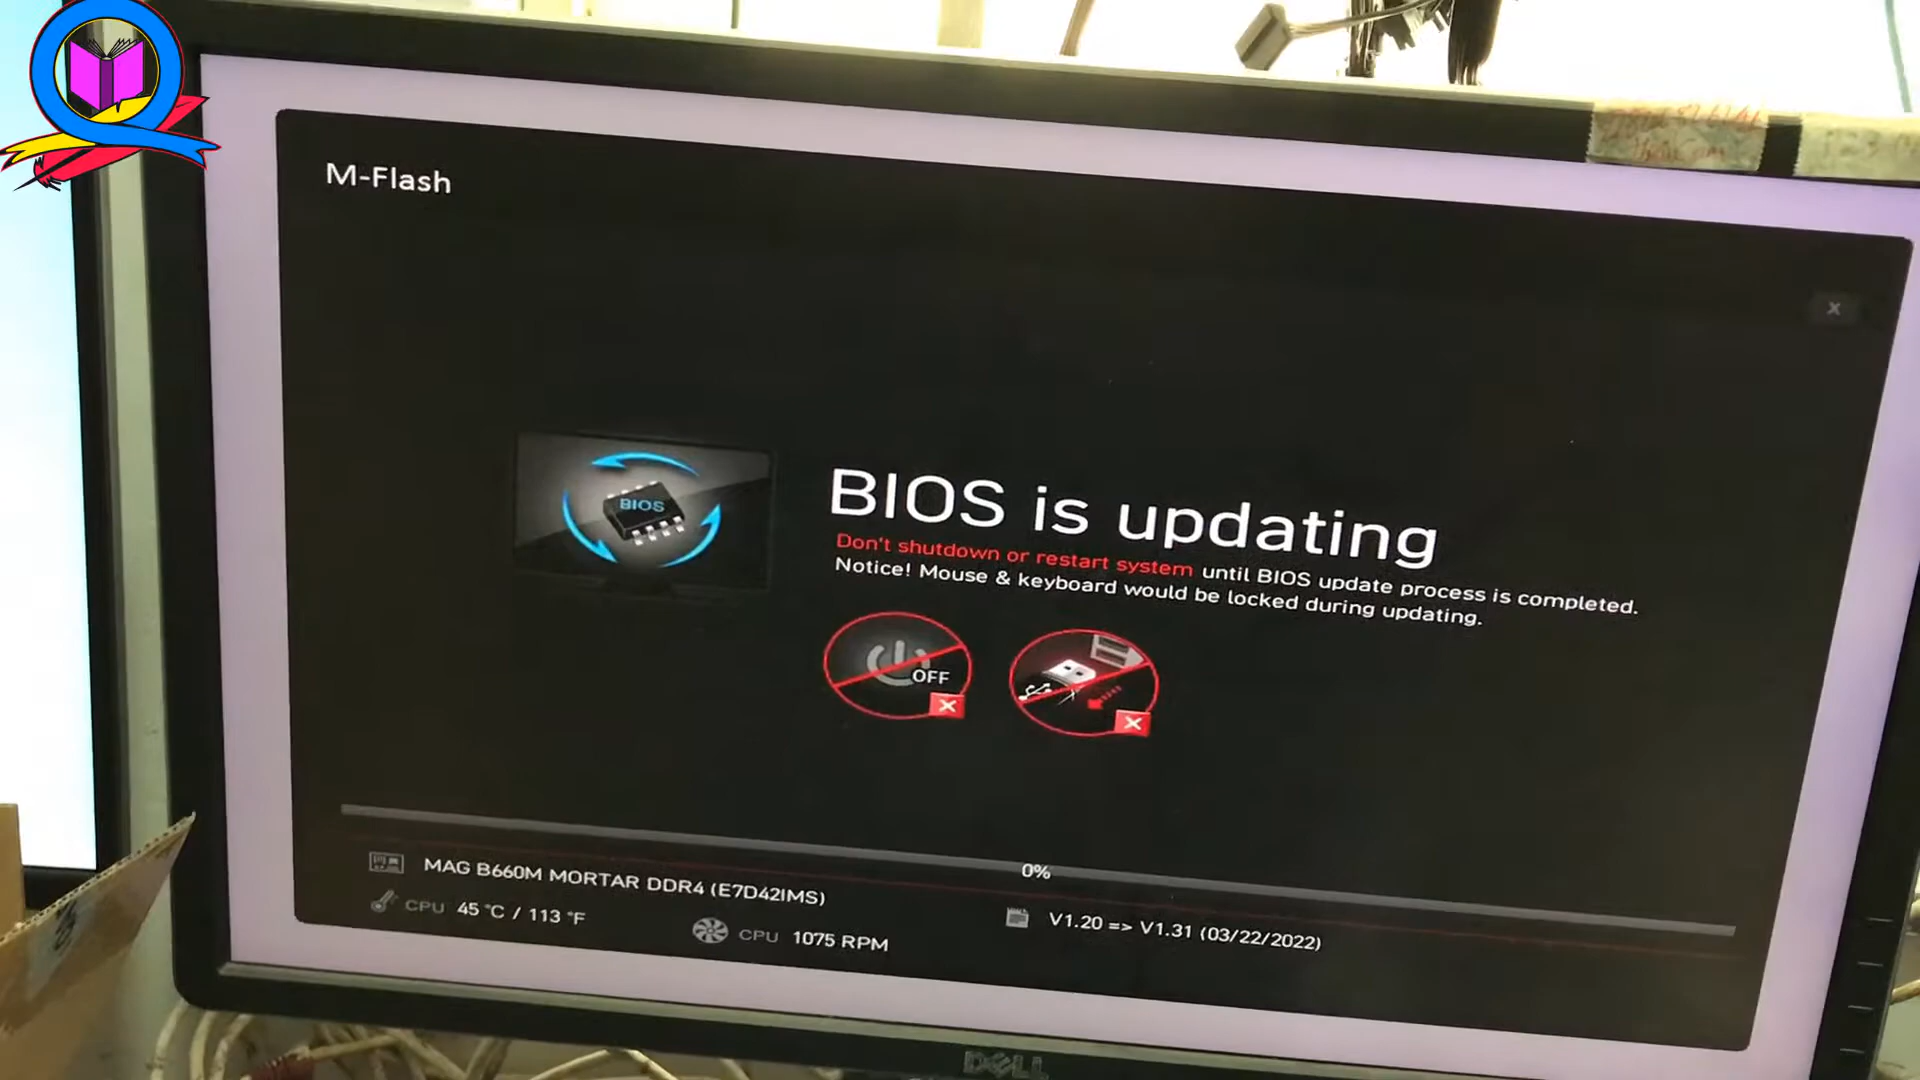 M-Flash
BIOS
BIOS is updating
Don't shutdown or restart system until BIOS update process is completed.
Notice! Mouse & keyboard would be locked during updating.
OFF
0%
MAG B660M MORTAR DDR4 (E7D42IMS)
CPU 45 °C / 113 °F
CPU 1075 RPM
V1.20 => V1.31 (03/22/2022)
DELL